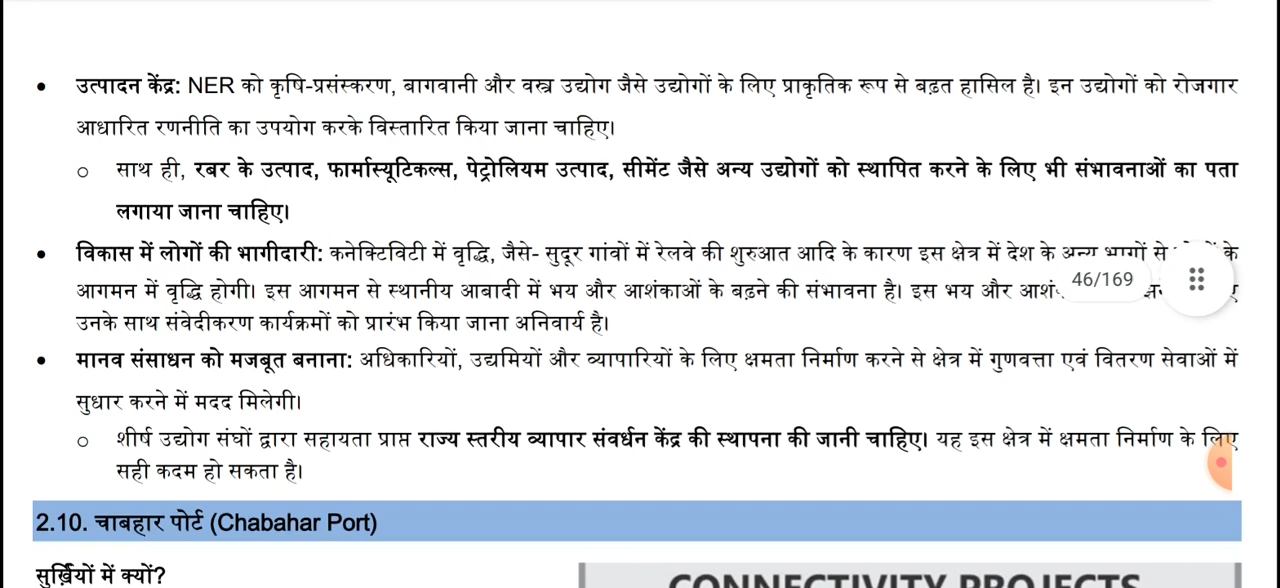 • उत्पादन केंद्र: NER को कृषि-प्रसंस्करण, बागवानी और वस्त्र उद्योग जैसे उद्योगों के लिए प्राकृतिक रूप से बढ़त हासिल है। इन उद्योगों को रोजगार
आधारित रणनीति का उपयोग करके विस्तारित किया जाना चाहिए।
o साथ ही, रबर के उत्पाद, फार्मास्यूटिकल्स, पेट्रोलियम उत्पाद, सीमेंट जैसे अन्य उद्योगों को स्थापित करने के लिए भी संभावनाओं का पता
लगाया जाना चाहिए।
• विकास में लोगों की भागीदारी: कनेक्टिविटी में वृद्धि, जैसे- सुदूर गांवों में रेलवे की शुरुआत आदि के कारण इस क्षेत्र में देश के अन्य भागों से के
46/169
आगमन में वृद्धि होगी। इस आगमन से स्थानीय आबादी में भय और आशंकाओं के बढ़ने की संभावना है। इस भय और
उनके साथ संवेदीकरण कार्यक्रमों को प्रारंभ किया जाना अनिवार्य है।
• मानव संसाधन को मजबूत बनाना: अधिकारियों, उद्यमियों और व्यापारियों के लिए क्षमता निर्माण करने से क्षेत्र में गुणवत्ता एवं वितरण सेवाओं में
सुधार करने में मदद मिलेगी।
o शीर्ष उद्योग संघों द्वारा सहायता प्राप्त राज्य स्तरीय व्यापार संवर्धन केंद्र की स्थापना की जानी चाहिए। यह इस क्षेत्र में क्षमता निर्माण के लिए
सही कदम हो सकता है।
2.10. चाबहार पोर्ट (Chabahar Port)
सुर्ख़ियों में क्यों?
CONNECTIVITY PROJECTS